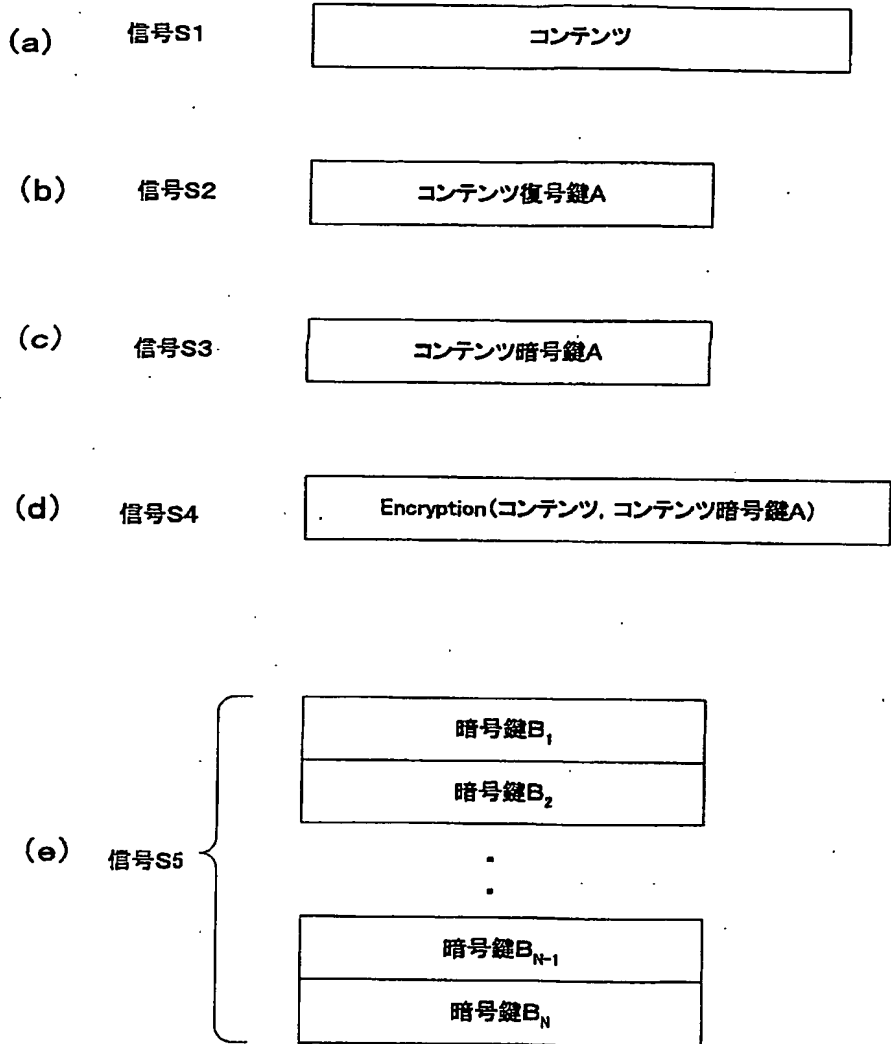 (a) 信号S1 コンテンツ
(b) 信号S2 コンテンツ復号鍵A
(c) 信号S3 コンテンツ暗号鍵A
(d) 信号S4 Encryption(コンテンツ, コンテンツ暗号鍵A)
暗号鍵B₁
暗号鍵B₂
(e) 信号S5
暗号鍵B_{N-1}
暗号鍵B_N